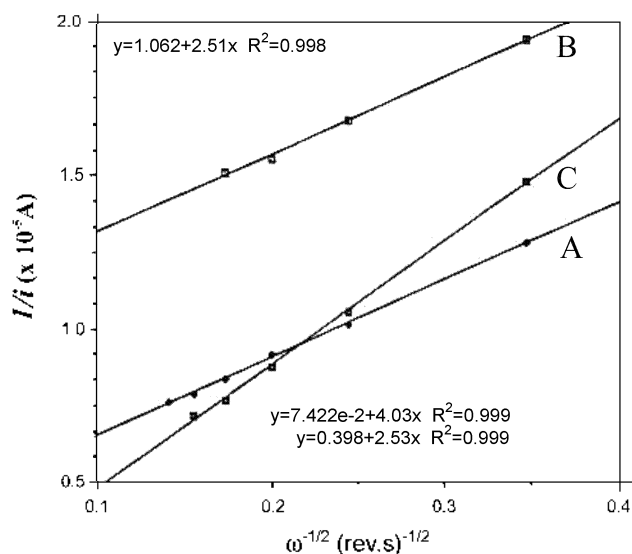 2.0
y=1.062+2.51x R²=0.998
B
1.5
C
A
1/i (x 10⁻⁵A)
1.0
y=7.422e-2+4.03x R²=0.999
y=0.398+2.53x R²=0.999
0.5
0.1 0.2 0.3 0.4
ω⁻¹/² (rev.s)⁻¹/²